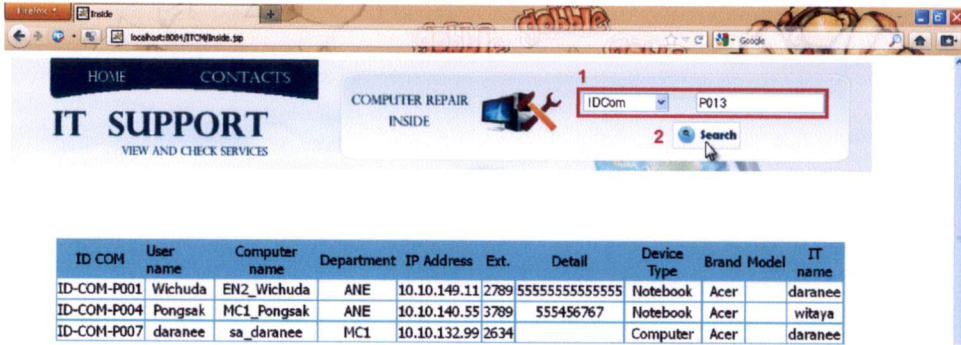 Firefox
Inside
localhost:8084/ITCM/Inside.jsp
Google
HOME CONTACTS
IT SUPPORT
VIEW AND CHECK SERVICES
COMPUTER REPAIR
INSIDE
1
IDCom P013
2 Search
ID COM User name Computer name Department IP Address Ext. Detail Device Type Brand Model IT name
ID-COM-P001 Wichuda EN2_Wichuda ANE 10.10.149.11 2789 55555555555555 Notebook Acer daranee
ID-COM-P004 Pongsak MC1_Pongsak ANE 10.10.140.55 3789 555456767 Notebook Acer witaya
ID-COM-P007 daranee sa_daranee MC1 10.10.132.99 2634 Computer Acer daranee